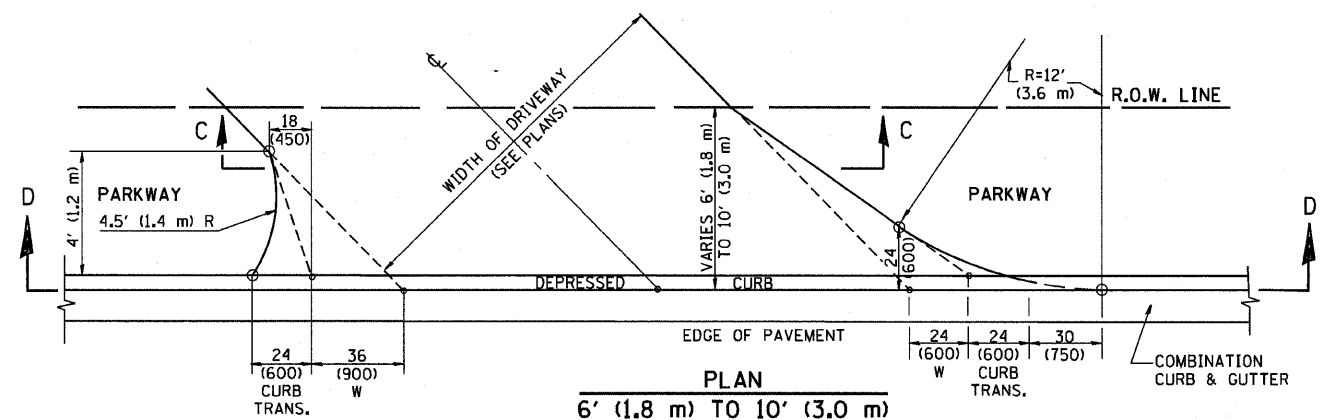 ℄
R=12'
(3.6 m)
R.O.W. LINE
C
18
(450)
WIDTH OF DRIVEWAY
(SEE PLANS)
C
D
4' (1.2 m)
PARKWAY
4.5' (1.4 m) R
VARIES 6' (1.8 m)
TO 10' (3.0 m)
PARKWAY
24
(600)
D
DEPRESSED CURB
EDGE OF PAVEMENT
24
(600)
CURB
TRANS.
36
(900)
W
24
(600)
W
24
(600)
CURB
TRANS.
30
(750)
COMBINATION
CURB & GUTTER
PLAN
6' (1.8 m) TO 10' (3.0 m)